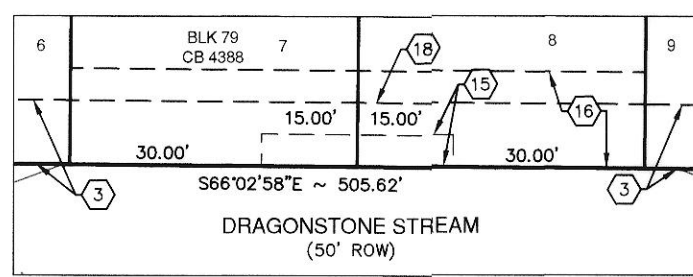 6
BLK 79
CB 4388
7
8
9
18
15
15.00' 15.00'
16
30.00'
30.00'
3
S66°02'58"E ~ 505.62'
3
DRAGONSTONE STREAM
(50' ROW)